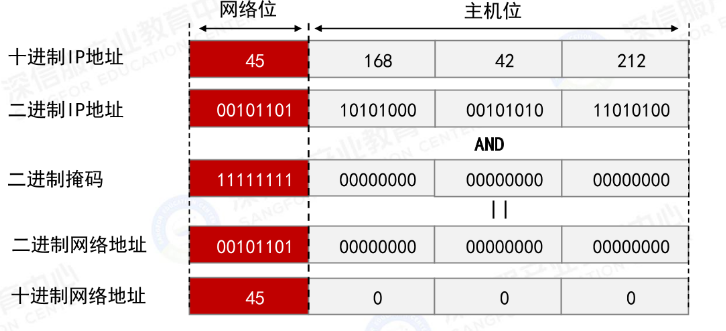 网络位 主机位
十进制IP地址 45 168 42 212
二进制IP地址 00101101 10101000 00101010 11010100
AND
二进制掩码 11111111 00000000 00000000 00000000
||
二进制网络地址 00101101 00000000 00000000 00000000
十进制网络地址 45 0 0 0